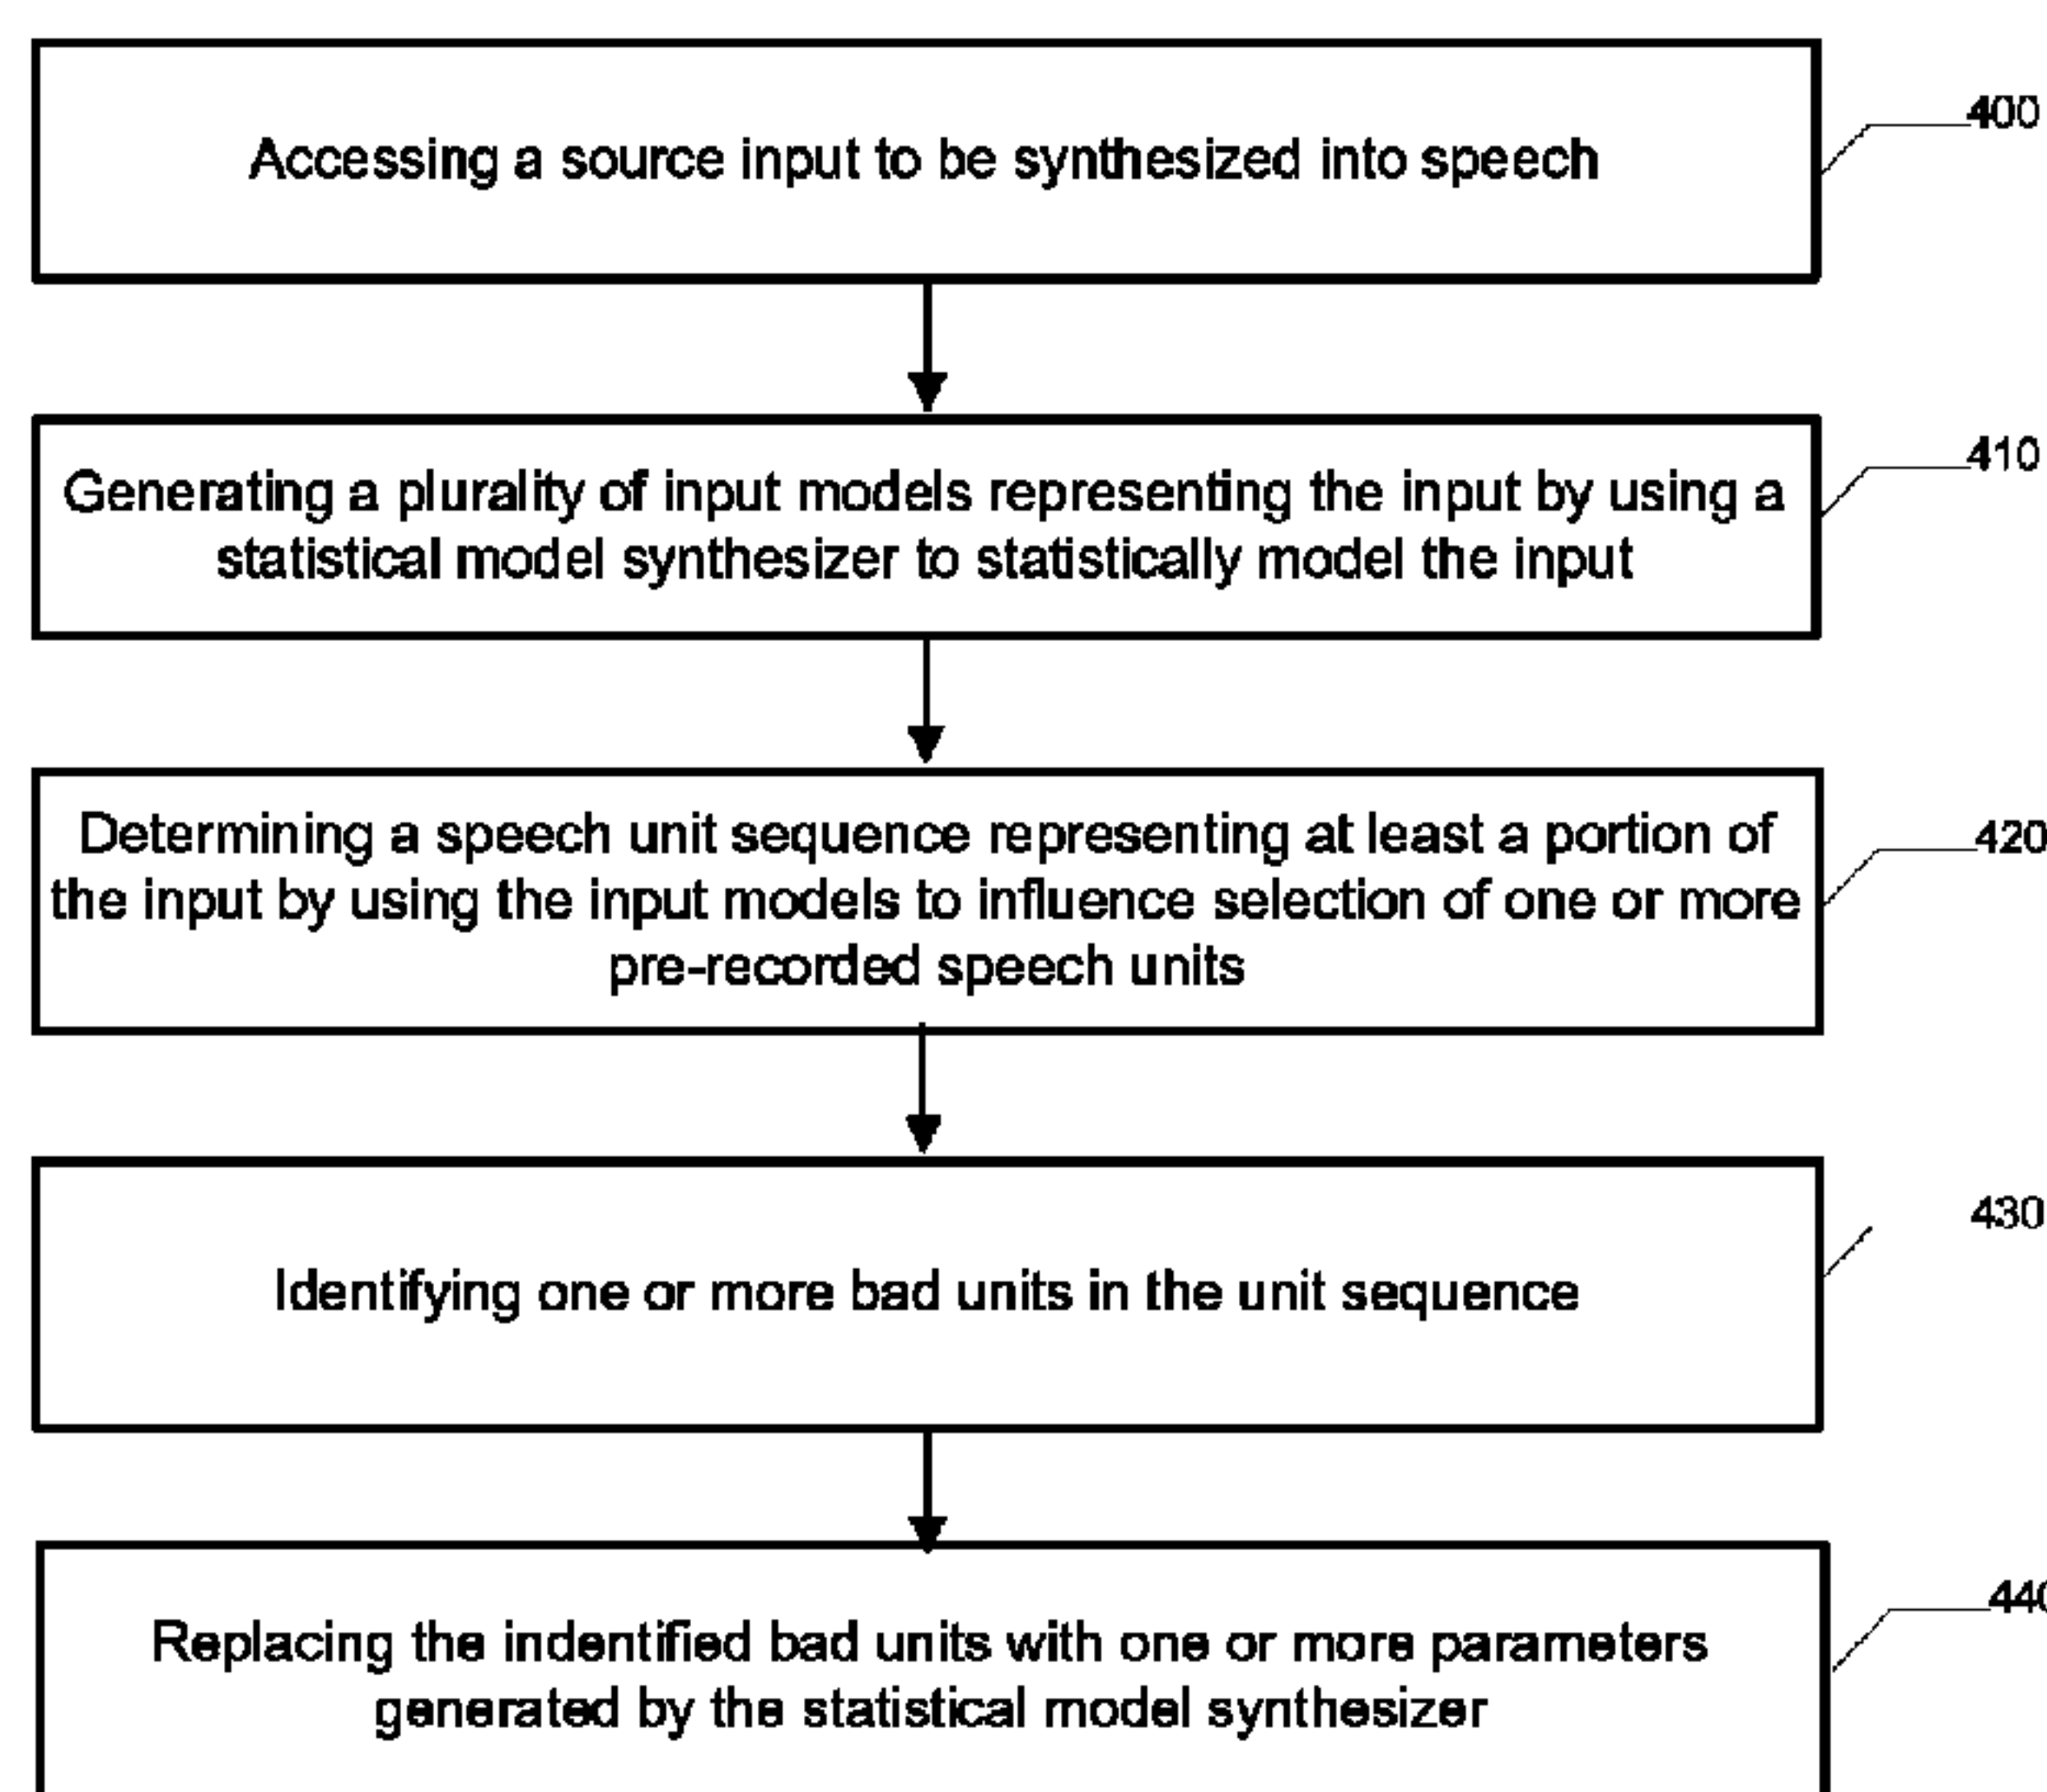 Accessing a source input to be synthesized into speech
400
Generating a plurality of input models representing the input by using a
statistical model synthesizer to statistically model the input
410
Determining a speech unit sequence representing at least a portion of
the input by using the input models to influence selection of one or more
pre-recorded speech units
420
Identifying one or more bad units in the unit sequence
430
Replacing the indentified bad units with one or more parameters
generated by the statistical model synthesizer
440